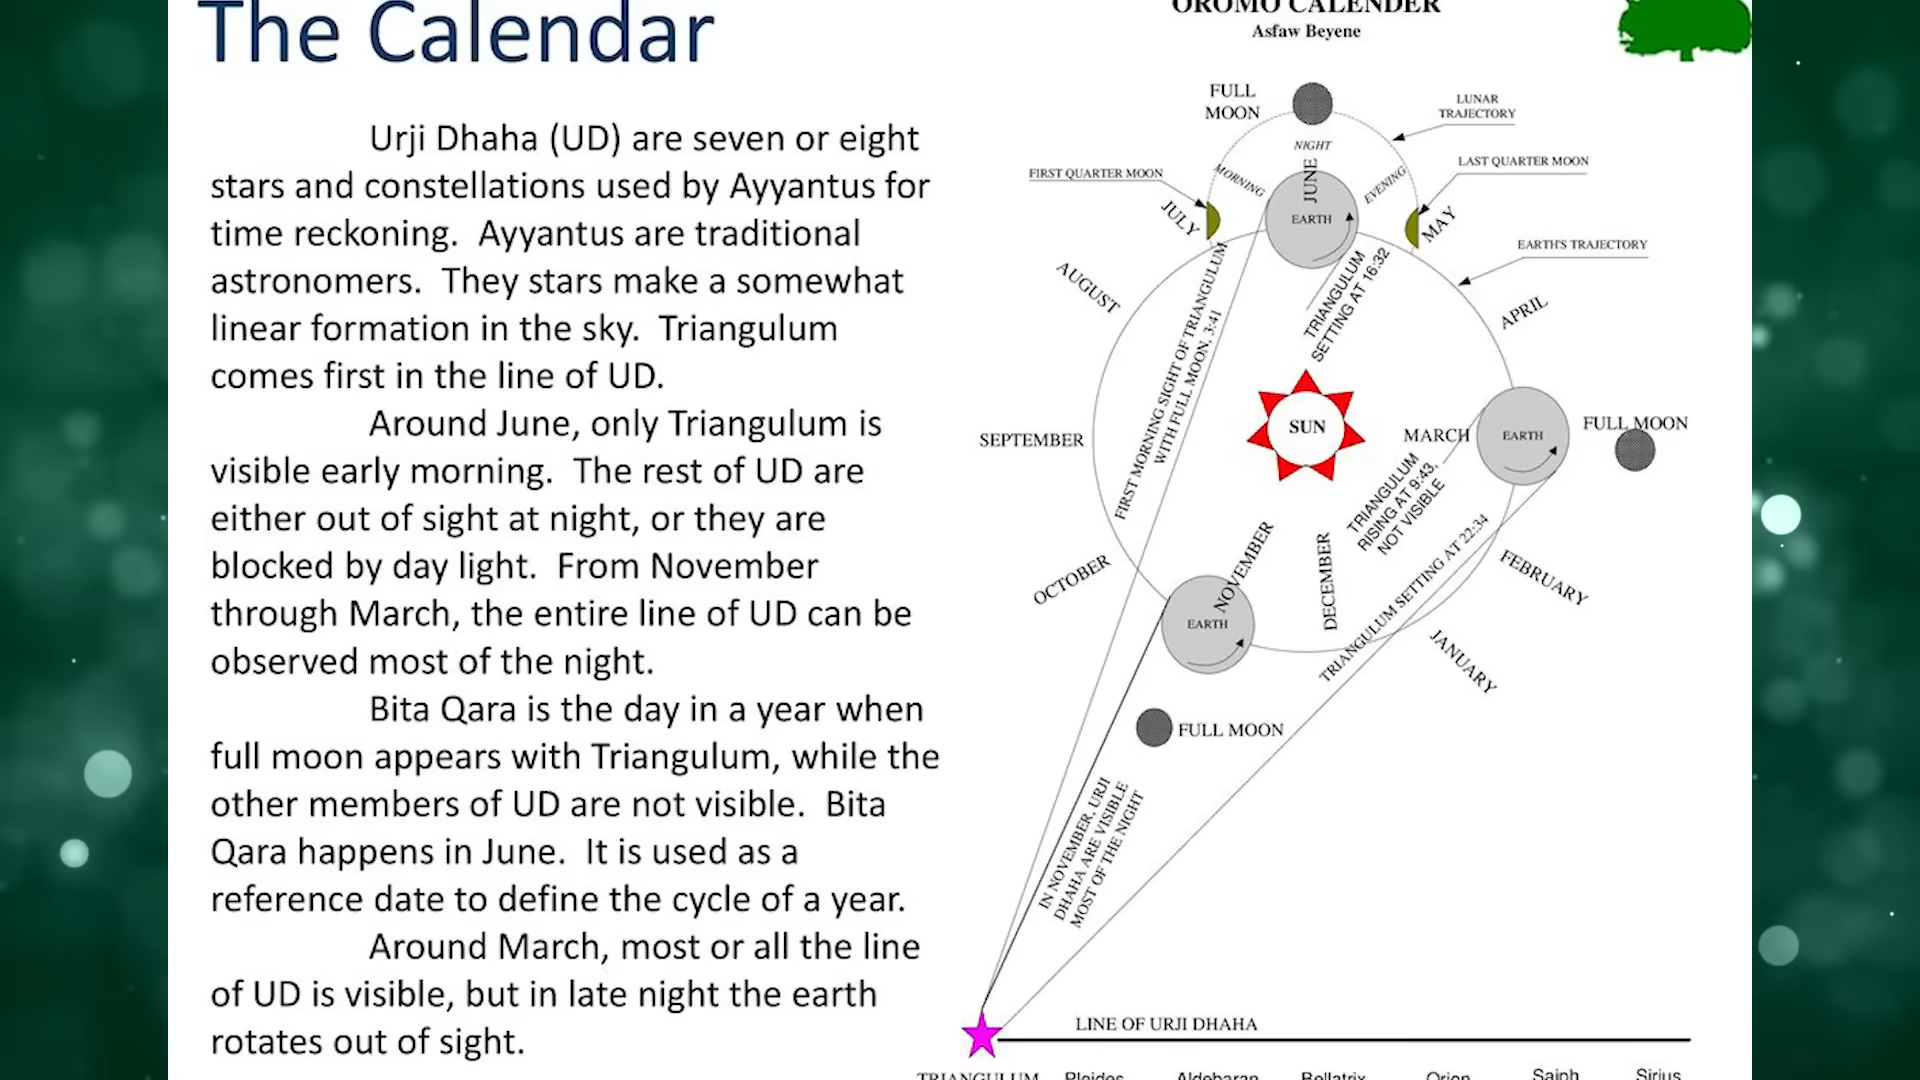 The Calendar
Urji Dhaha (UD) are seven or eight
stars and constellations used by Ayyantus for
time reckoning. Ayyantus are traditional
astronomers. They stars make a somewhat
linear formation in the sky. Triangulum
comes first in the line of UD.
Around June, only Triangulum is
visible early morning. The rest of UD are
either out of sight at night, or they are
blocked by day light. From November
through March, the entire line of UD can be
observed most of the night.
Bita Qara is the day in a year when
full moon appears with Triangulum, while the
other members of UD are not visible. Bita
Qara happens in June. It is used as a
reference date to define the cycle of a year.
Around March, most or all the line
of UD is visible, but in late night the earth
rotates out of sight.
OROMO CALENDER
Asfaw Beyene
FULL
MOON
LUNAR
TRAJECTORY
NIGHT
FIRST QUARTER MOON
MORNING
JUNE
EVENING
LAST QUARTER MOON
JULY
EARTH
MAY
EARTH'S TRAJECTORY
AUGUST
TRIANGULUM
SETTING AT 16:32
APRIL
FIRST MORNING SIGHT OF TRIANGULUM
WITH FULL MOON, 3:41
SUN
SEPTEMBER
MARCH
EARTH
FULL MOON
TRIANGULUM
RISING AT 9:43,
NOT VISIBLE
OCTOBER
NOVEMBER
DECEMBER
TRIANGULUM SETTING AT 22:34
FEBRUARY
EARTH
JANUARY
FULL MOON
IN NOVEMBER, URJI
DHAHA ARE VISIBLE
MOST OF THE NIGHT
LINE OF URJI DHAHA
TRIANGULUM Pleides Aldebaran Bellatrix Orion Saiph Sirius